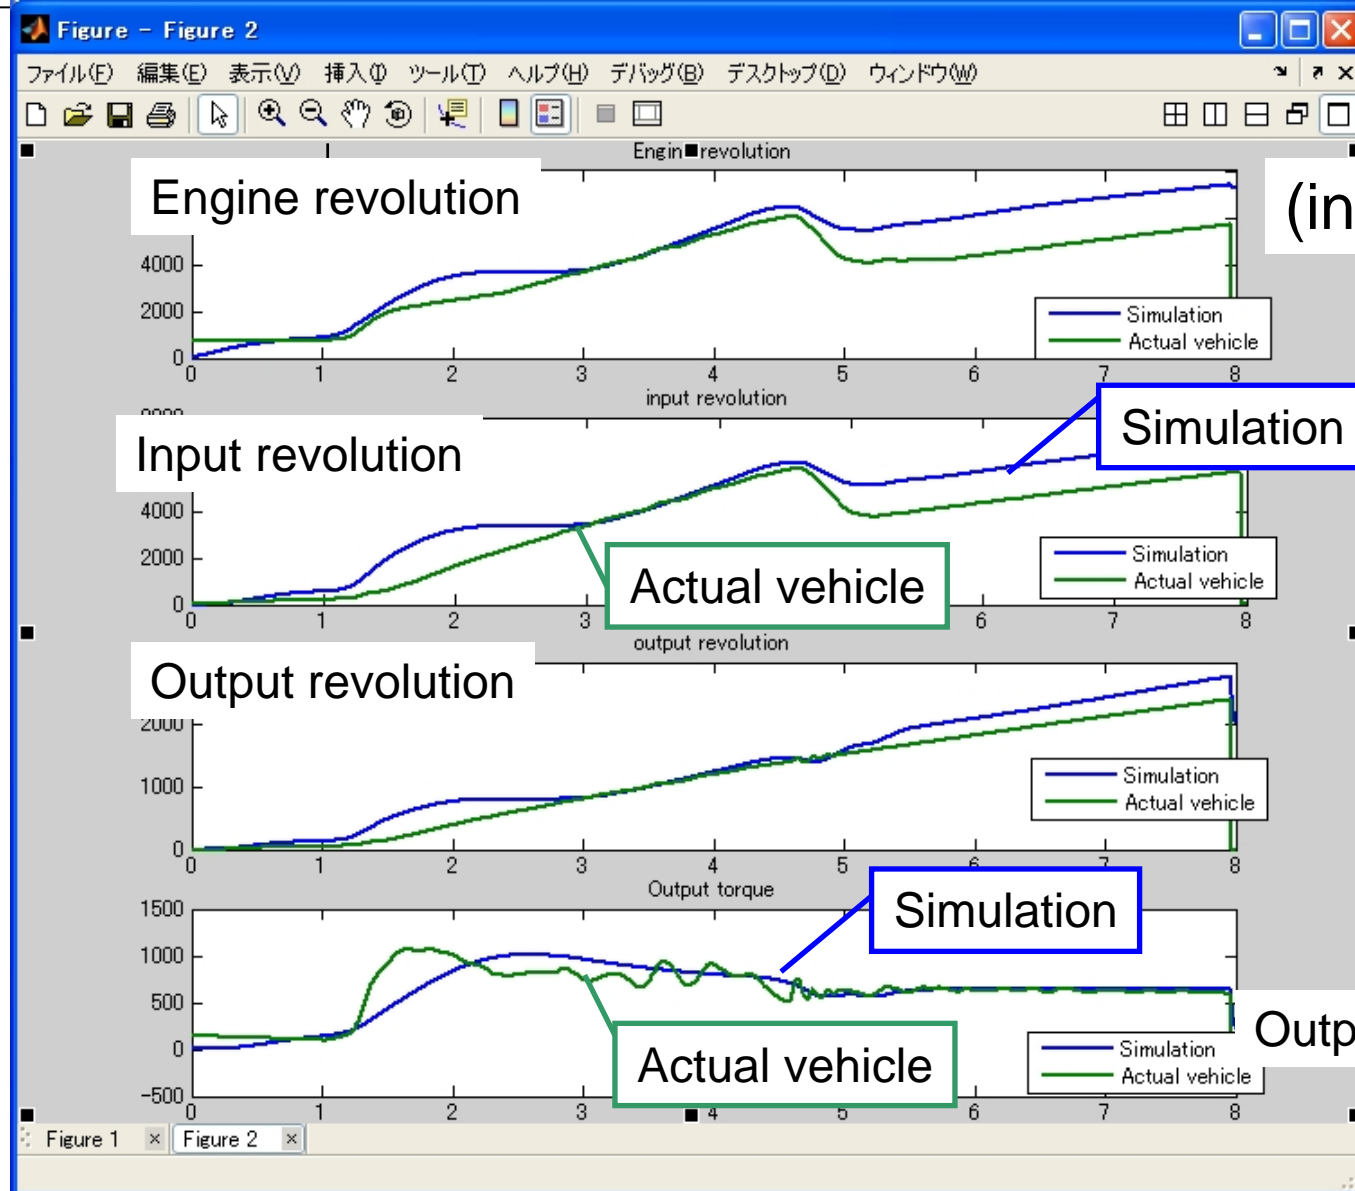 Figure - Figure 2
ファイル(F) 編集(E) 表示(V) 挿入(I) ツール(T) ヘルプ(H) デバッグ(B) デスクトップ(D) ウィンドウ(W)
Engin revolution
Engine revolution
(in
4000
2000
0
0 1 2 3 4 5 6 7 8
Simulation
Actual vehicle
input revolution
Input revolution
Simulation
4000
2000
0
0 1 2 3 6 7 8
Actual vehicle
Simulation
Actual vehicle
output revolution
Output revolution
2000
1000
0
0 1 2 3 4 5 6 7 8
Simulation
Actual vehicle
Output torque
Simulation
1500
1000
500
0
-500
0 1 2 3 4 5 6 7 8
Actual vehicle
Simulation
Actual vehicle
Outp
Figure 1 Figure 2